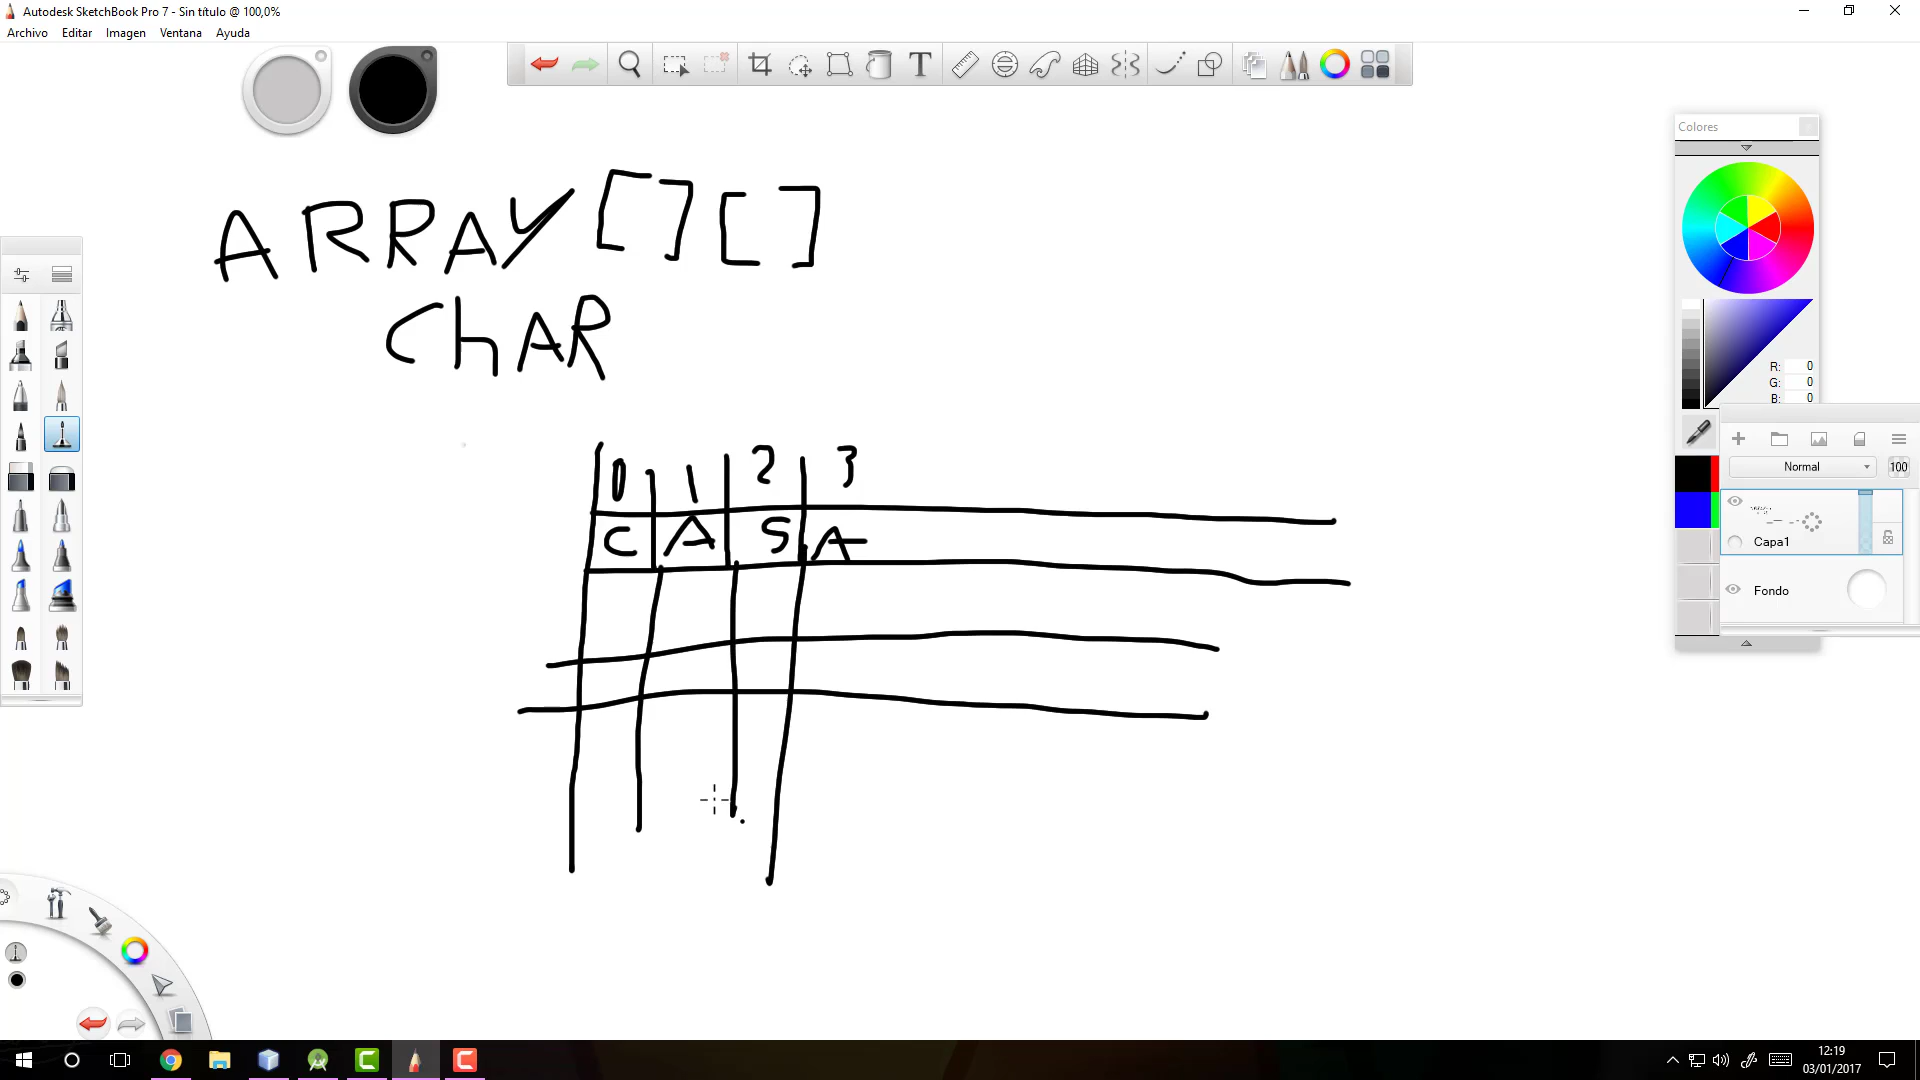 Autodesk SketchBook Pro 7 - Sin título @ 100,0%
Archivo Editar Imagen Ventana Ayuda
ARRAY [] []
ChAR
0 1 2 3
C A S A
Colores
R: 0
G: 0
B: 0
Normal 100
Capa1
Fondo
12:19
03/01/2017